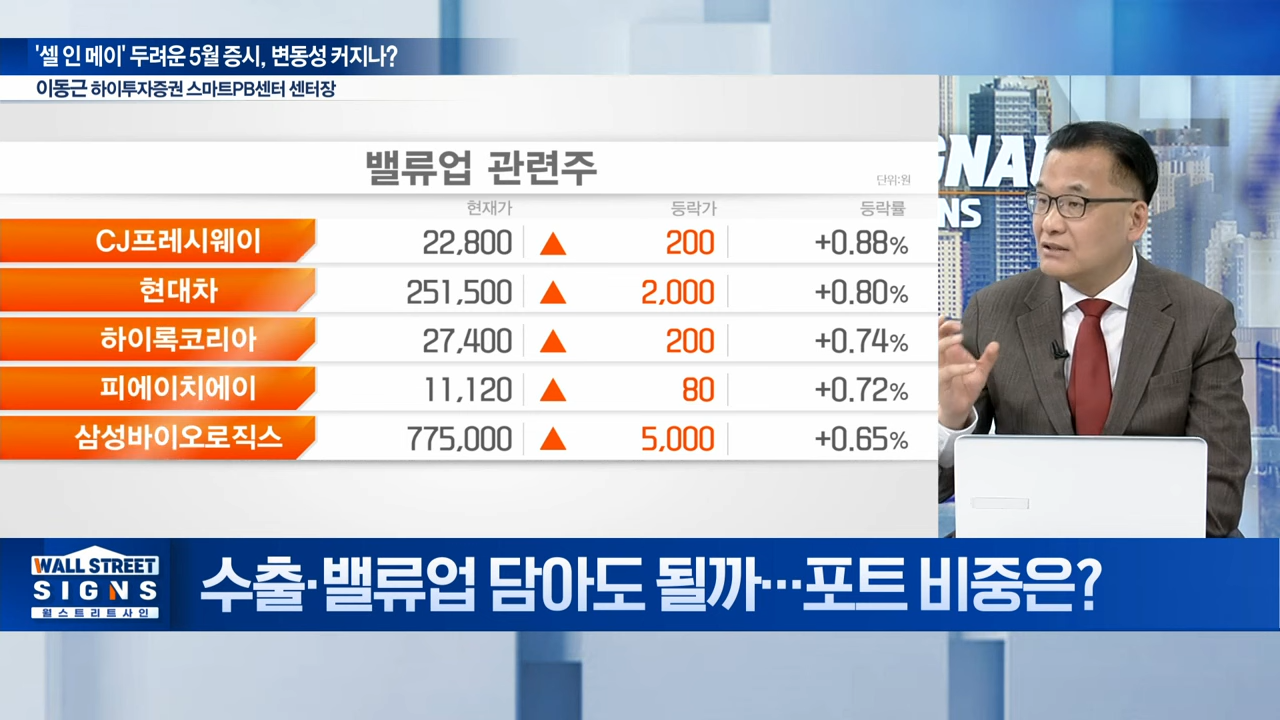 '셀 인 메이' 두려운 5월 증시, 변동성 커지나?
이동근 하이투자증권 스마트PB센터 센터장
밸류업 관련주
단위:원
현재가 등락가 등락률
CJ프레시웨이 22,800 ▲ 200 +0.88%
현대차 251,500 ▲ 2,000 +0.80%
하이록코리아 27,400 ▲ 200 +0.74%
피에이치에이 11,120 ▲ 80 +0.72%
삼성바이오로직스 775,000 ▲ 5,000 +0.65%
GNAL
NS
WALL STREET
SIGNS
월스트리트사인
수출·밸류업 담아도 될까…포트 비중은?